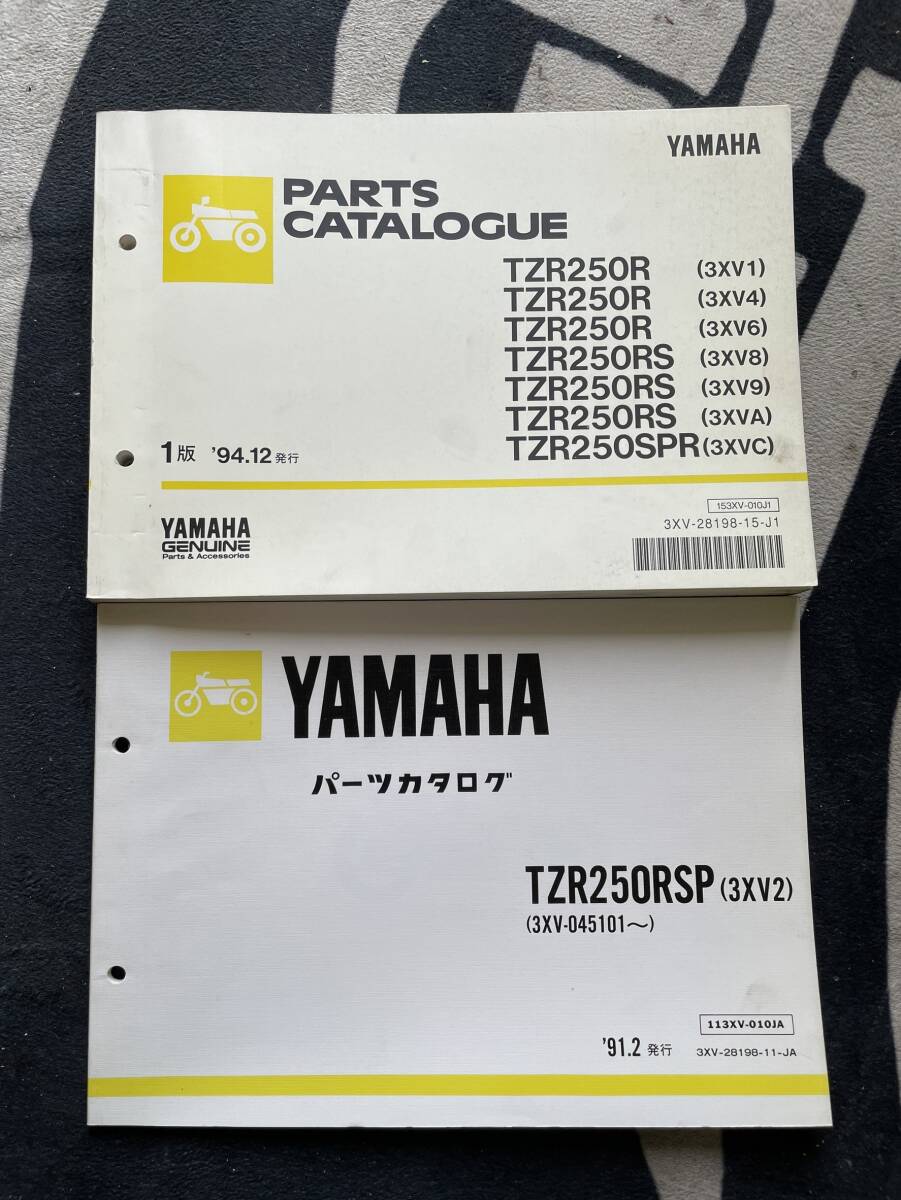 YAMAHA
PARTS
CATALOGUE
TZR250R (3XV1)
TZR250R (3XV4)
TZR250R (3XV6)
TZR250RS (3XV8)
TZR250RS (3XV9)
TZR250RS (3XVA)
TZR250SPR (3XVC)
1版 '94.12 発行
153XV-010J1
3XV-28198-15-J1
YAMAHA
GENUINE
Parts & Accessories
YAMAHA
パーツカタログ
TZR250RSP (3XV2)
(3XV-045101〜)
113XV-010JA
'91.2 発行
3XV-28198-11-JA